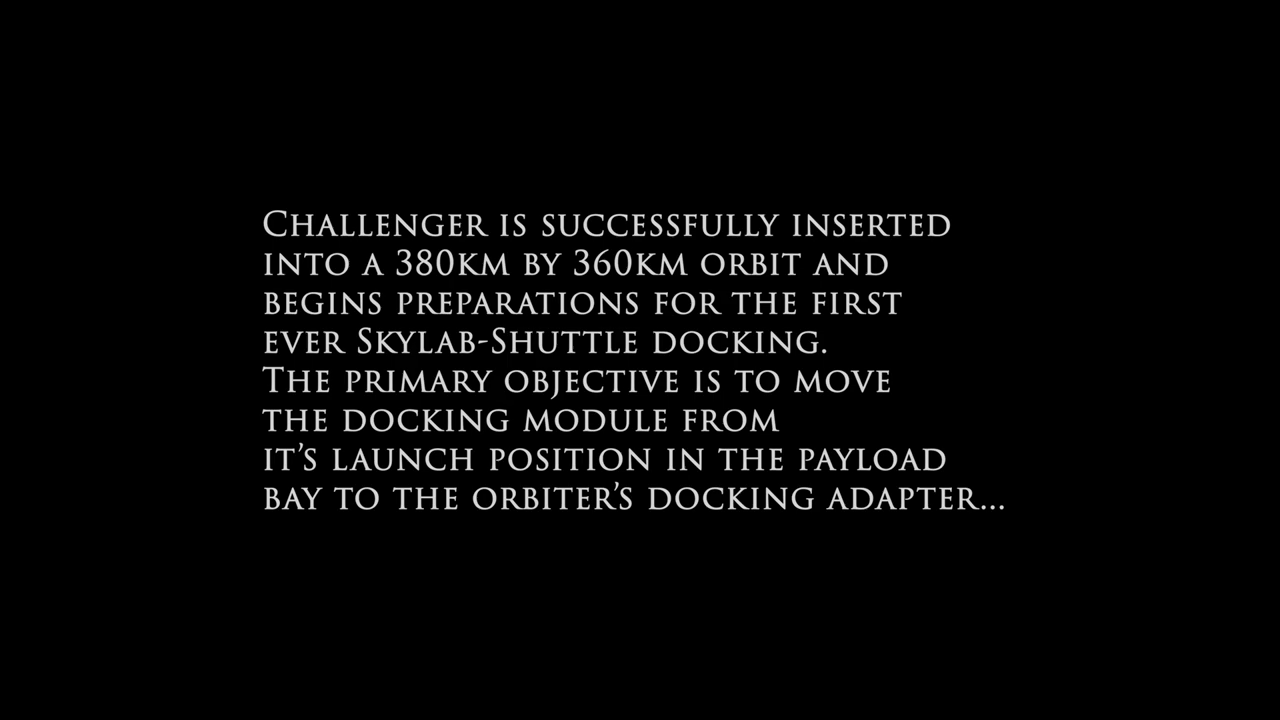 Challenger is successfully inserted
into a 380km by 360km orbit and
begins preparations for the first
ever Skylab-Shuttle docking.
The primary objective is to move
the docking module from
it’s launch position in the payload
bay to the orbiter’s docking adapter...